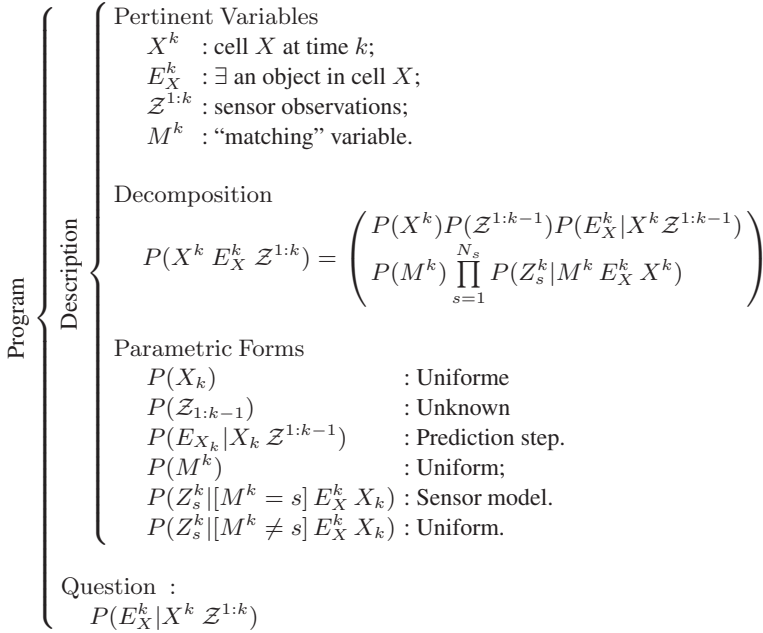 Program
Description
Pertinent Variables
X^k : cell X at time k;
E_X^k : ∃ an object in cell X;
𝒵^{1:k} : sensor observations;
M^k : “matching” variable.
Decomposition
P(X^k E_X^k 𝒵^{1:k}) = ( P(X^k)P(𝒵^{1:k−1})P(E_X^k|X^k 𝒵^{1:k−1})
P(M^k) ∏_{s=1}^{N_s} P(Z_s^k|M^k E_X^k X^k) )
Parametric Forms
P(X_k) : Uniforme
P(𝒵_{1:k−1}) : Unknown
P(E_{X_k}|X_k 𝒵^{1:k−1}) : Prediction step.
P(M^k) : Uniform;
P(Z_s^k|[M^k = s] E_X^k X_k) : Sensor model.
P(Z_s^k|[M^k ≠ s] E_X^k X_k) : Uniform.
Question :
P(E_X^k|X^k 𝒵^{1:k})